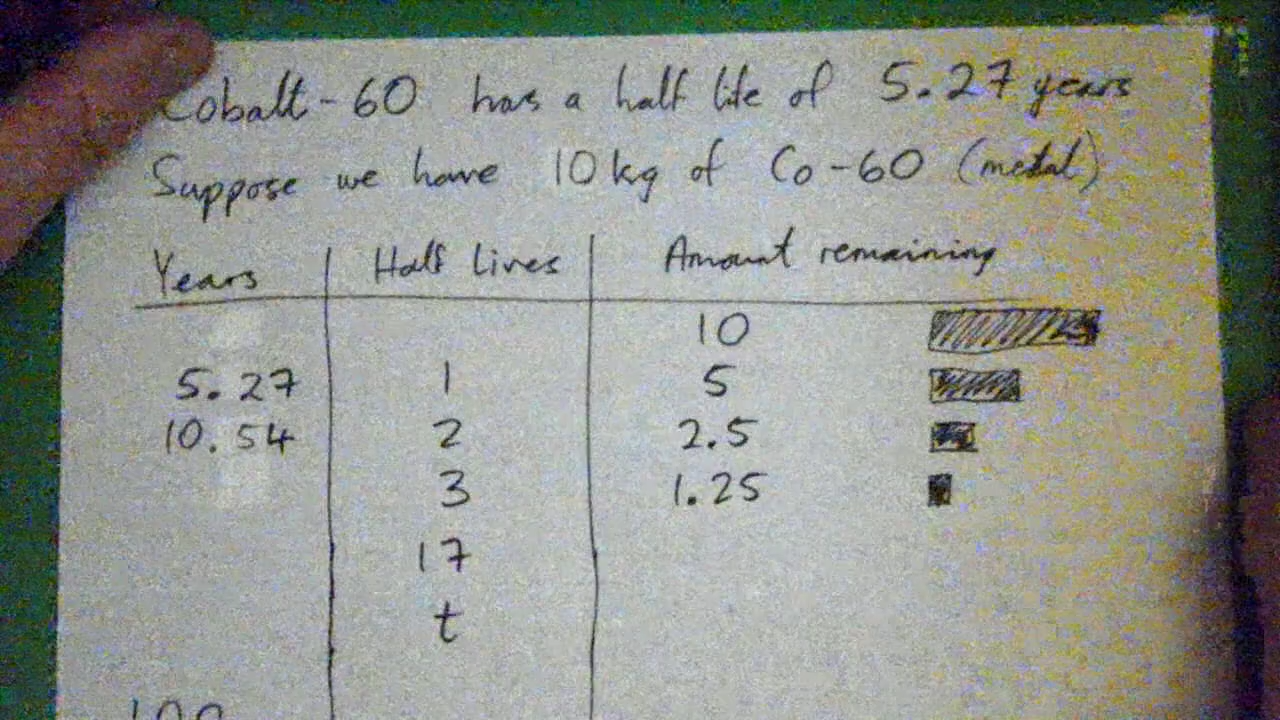 Cobalt-60 has a half life of 5.27 years
Suppose we have 10 kg of Co-60 (metal)
Years Half Lives Amount remaining
10
5.27 1 5
10.54 2 2.5
3 1.25
17
t
100